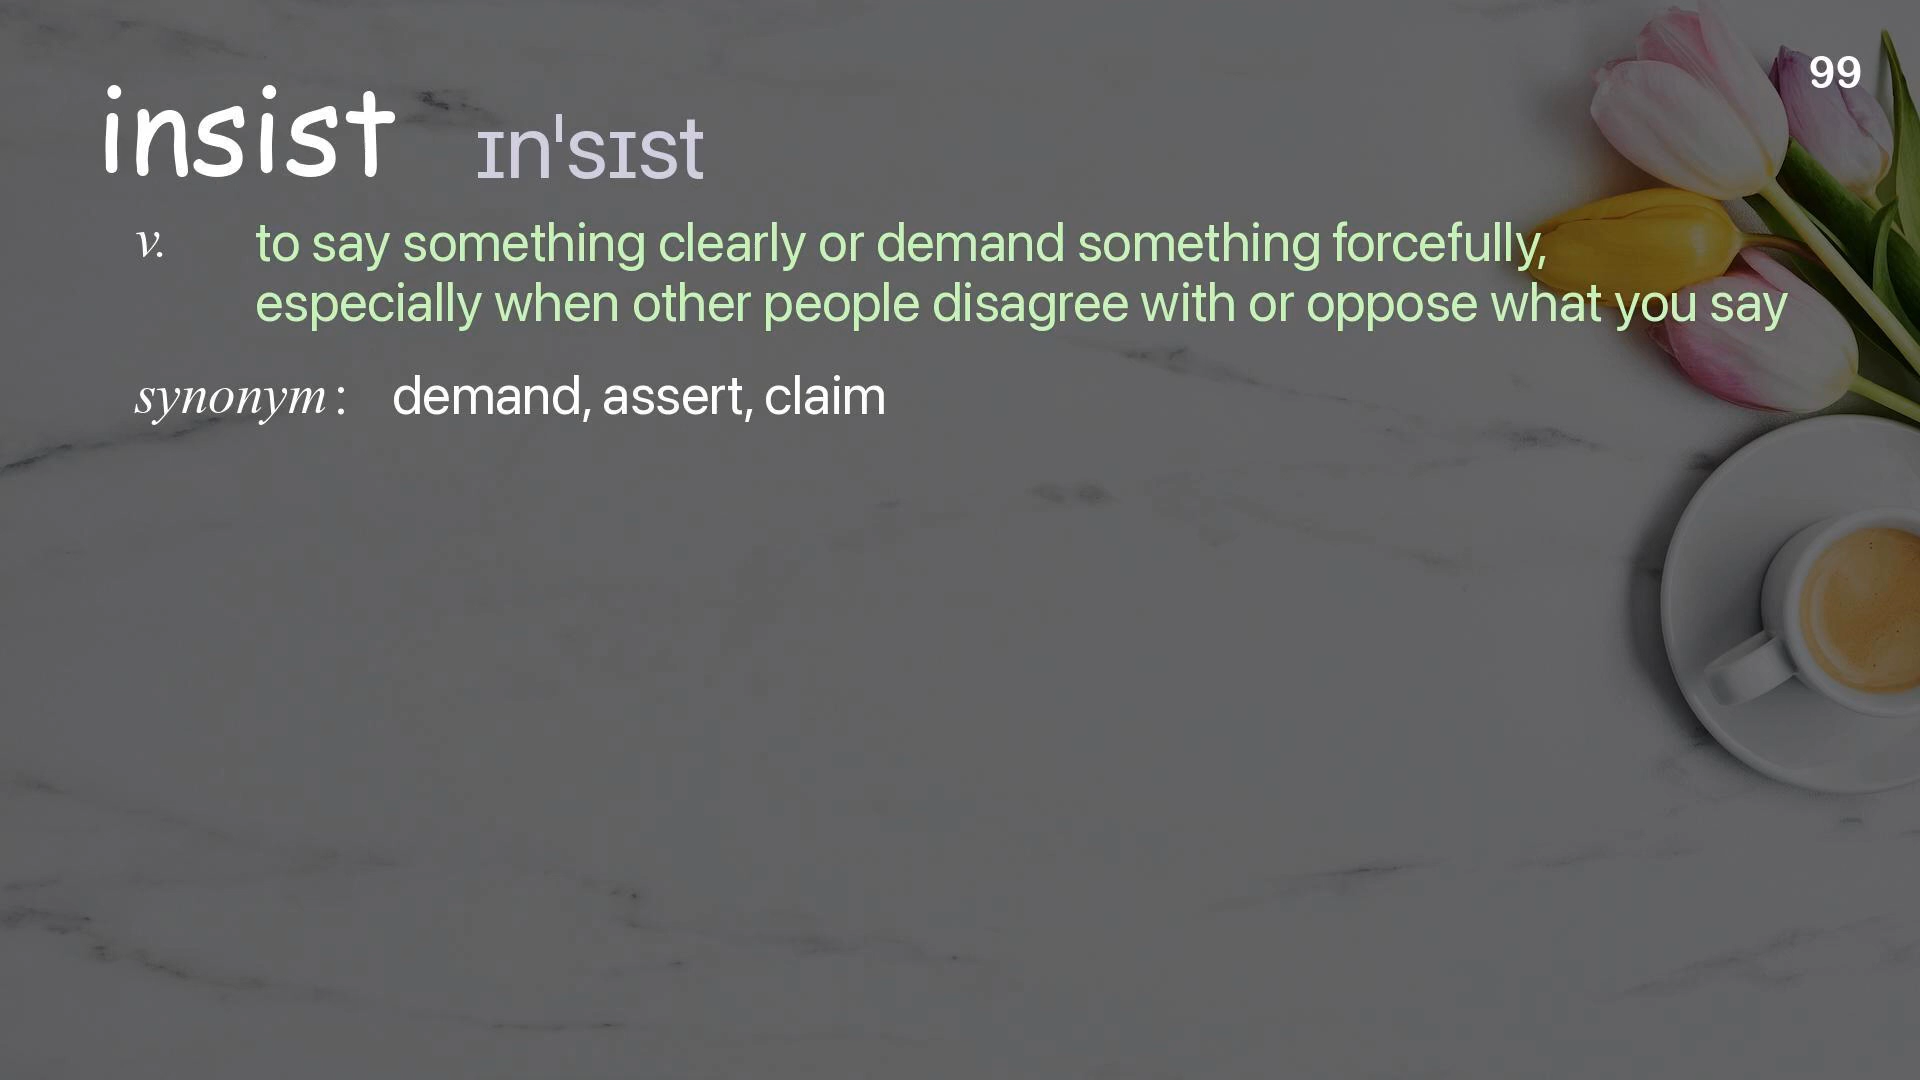 99
insist ɪnˈsɪst
v. to say something clearly or demand something forcefully,
especially when other people disagree with or oppose what you say
synonym : demand, assert, claim